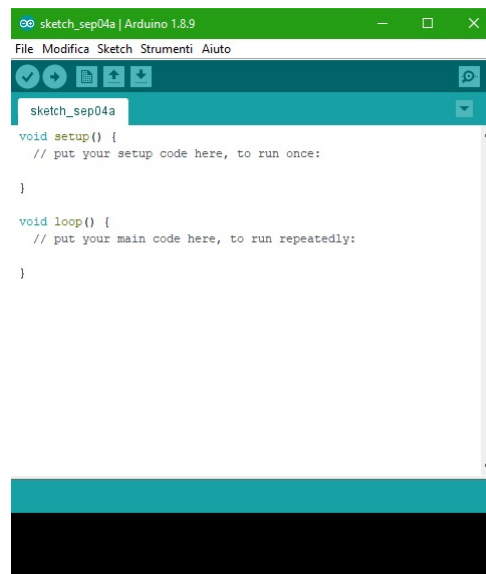 sketch_sep04a | Arduino 1.8.9
File Modifica Sketch Strumenti Aiuto
sketch_sep04a
void setup() {
  // put your setup code here, to run once:
}
void loop() {
  // put your main code here, to run repeatedly:
}